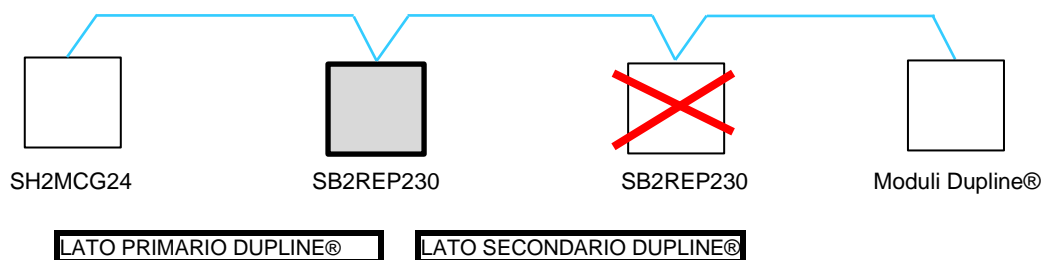 SH2MCG24 SB2REP230 SB2REP230 Moduli Dupline®
LATO PRIMARIO DUPLINE® LATO SECONDARIO DUPLINE®